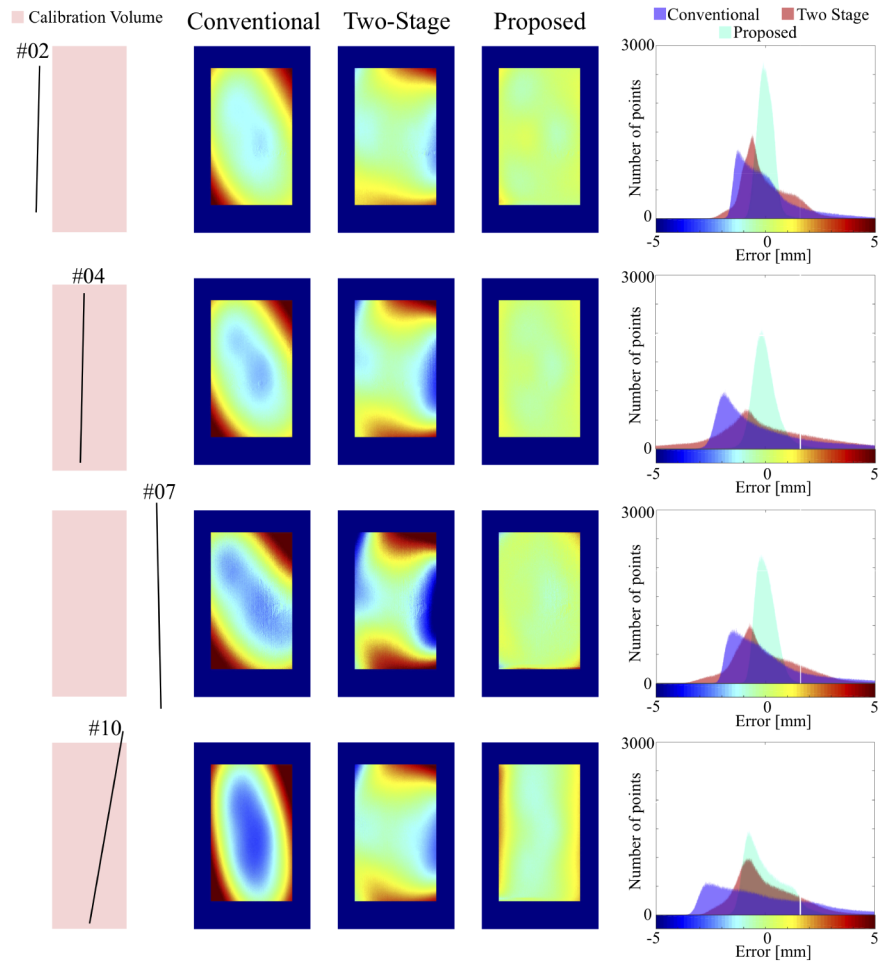 Calibration Volume
Conventional Two-Stage Proposed
Conventional Two Stage
Proposed
#02
3000
Number of points
0
-5 0 5
Error [mm]
#04
3000
Number of points
0
-5 0 5
Error [mm]
#07
3000
Number of points
0
-5 0 5
Error [mm]
#10
3000
Number of points
0
-5 0 5
Error [mm]